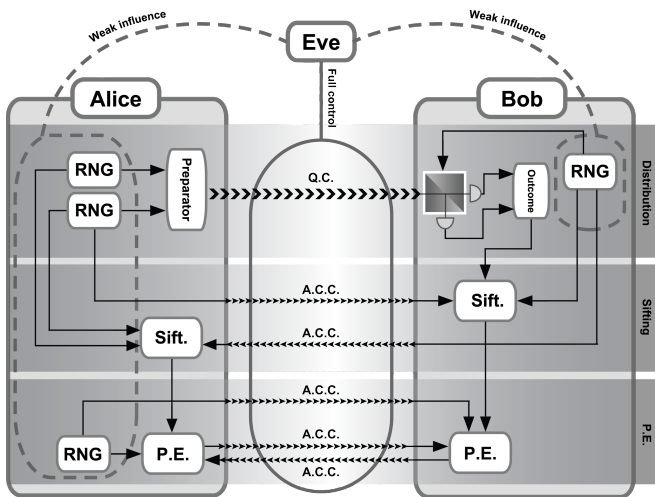 Weak influence
Eve
Weak influence
Full control
Alice
Bob
RNG
RNG
Preparator
Q.C.
Outcome
RNG
Distribution
A.C.C.
Sift.
A.C.C.
Sift.
Sifting
A.C.C.
RNG
P.E.
A.C.C.
A.C.C.
P.E.
P.E.